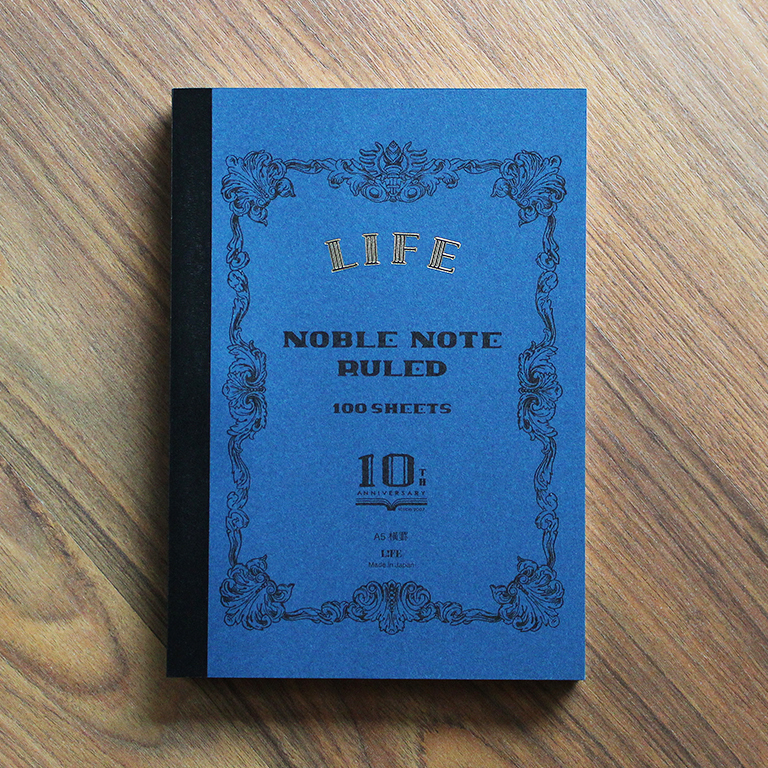 LIFE
NOBLE NOTE
RULED
100 SHEETS
10TH
ANNIVERSARY
A5 横罫
LIFE
Made in Japan